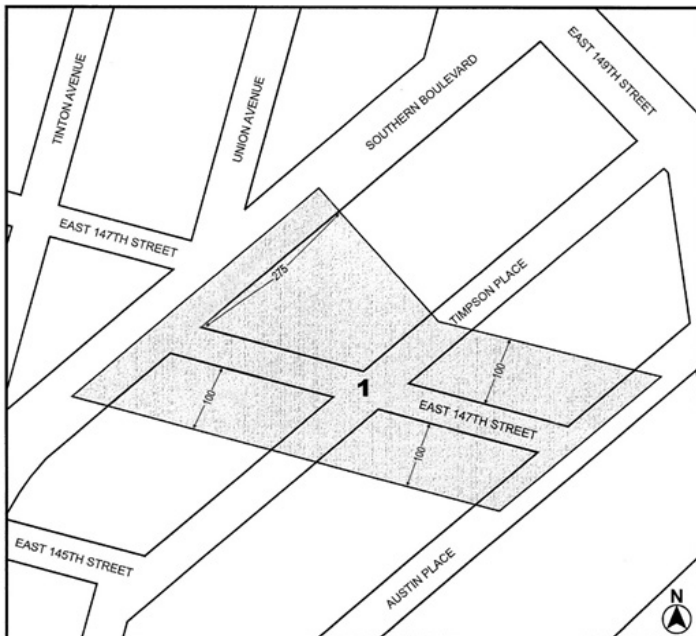 EAST 149TH STREET
SOUTHERN BOULEVARD
TINTON AVENUE
UNION AVENUE
EAST 147TH STREET
275
TIMPSON PLACE
100
1
100
EAST 147TH STREET
100
EAST 145TH STREET
AUSTIN PLACE
N